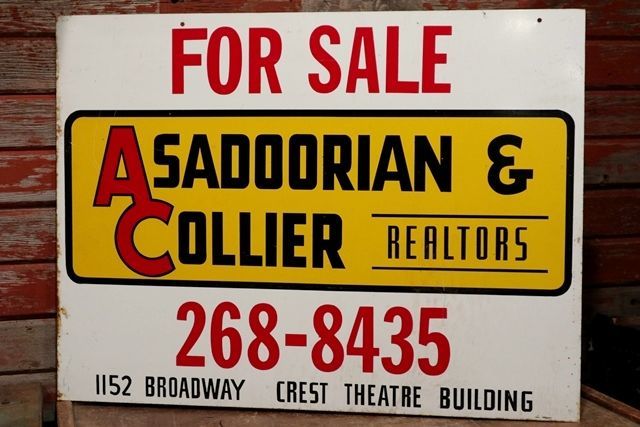 FOR SALE
ASADOORIAN &
COLLIER REALTORS
268-8435
1152 BROADWAY CREST THEATRE BUILDING